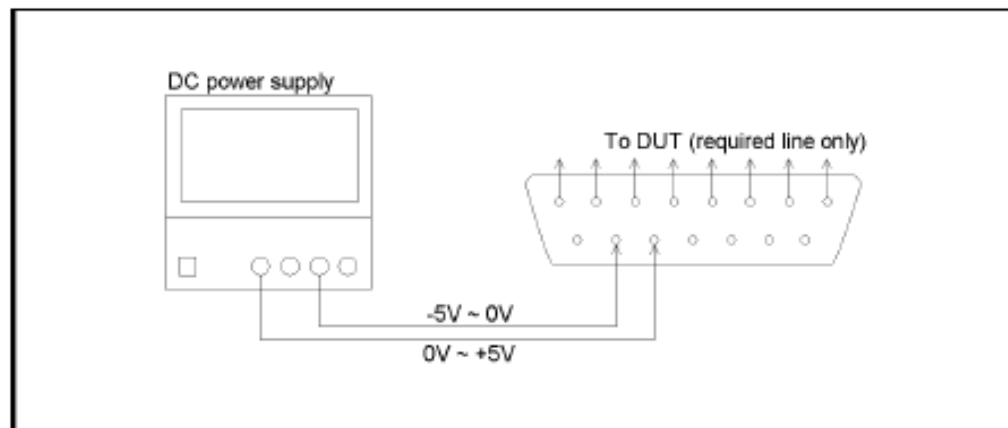 DC power supply
To DUT (required line only)
-5V ~ 0V
0V ~ +5V